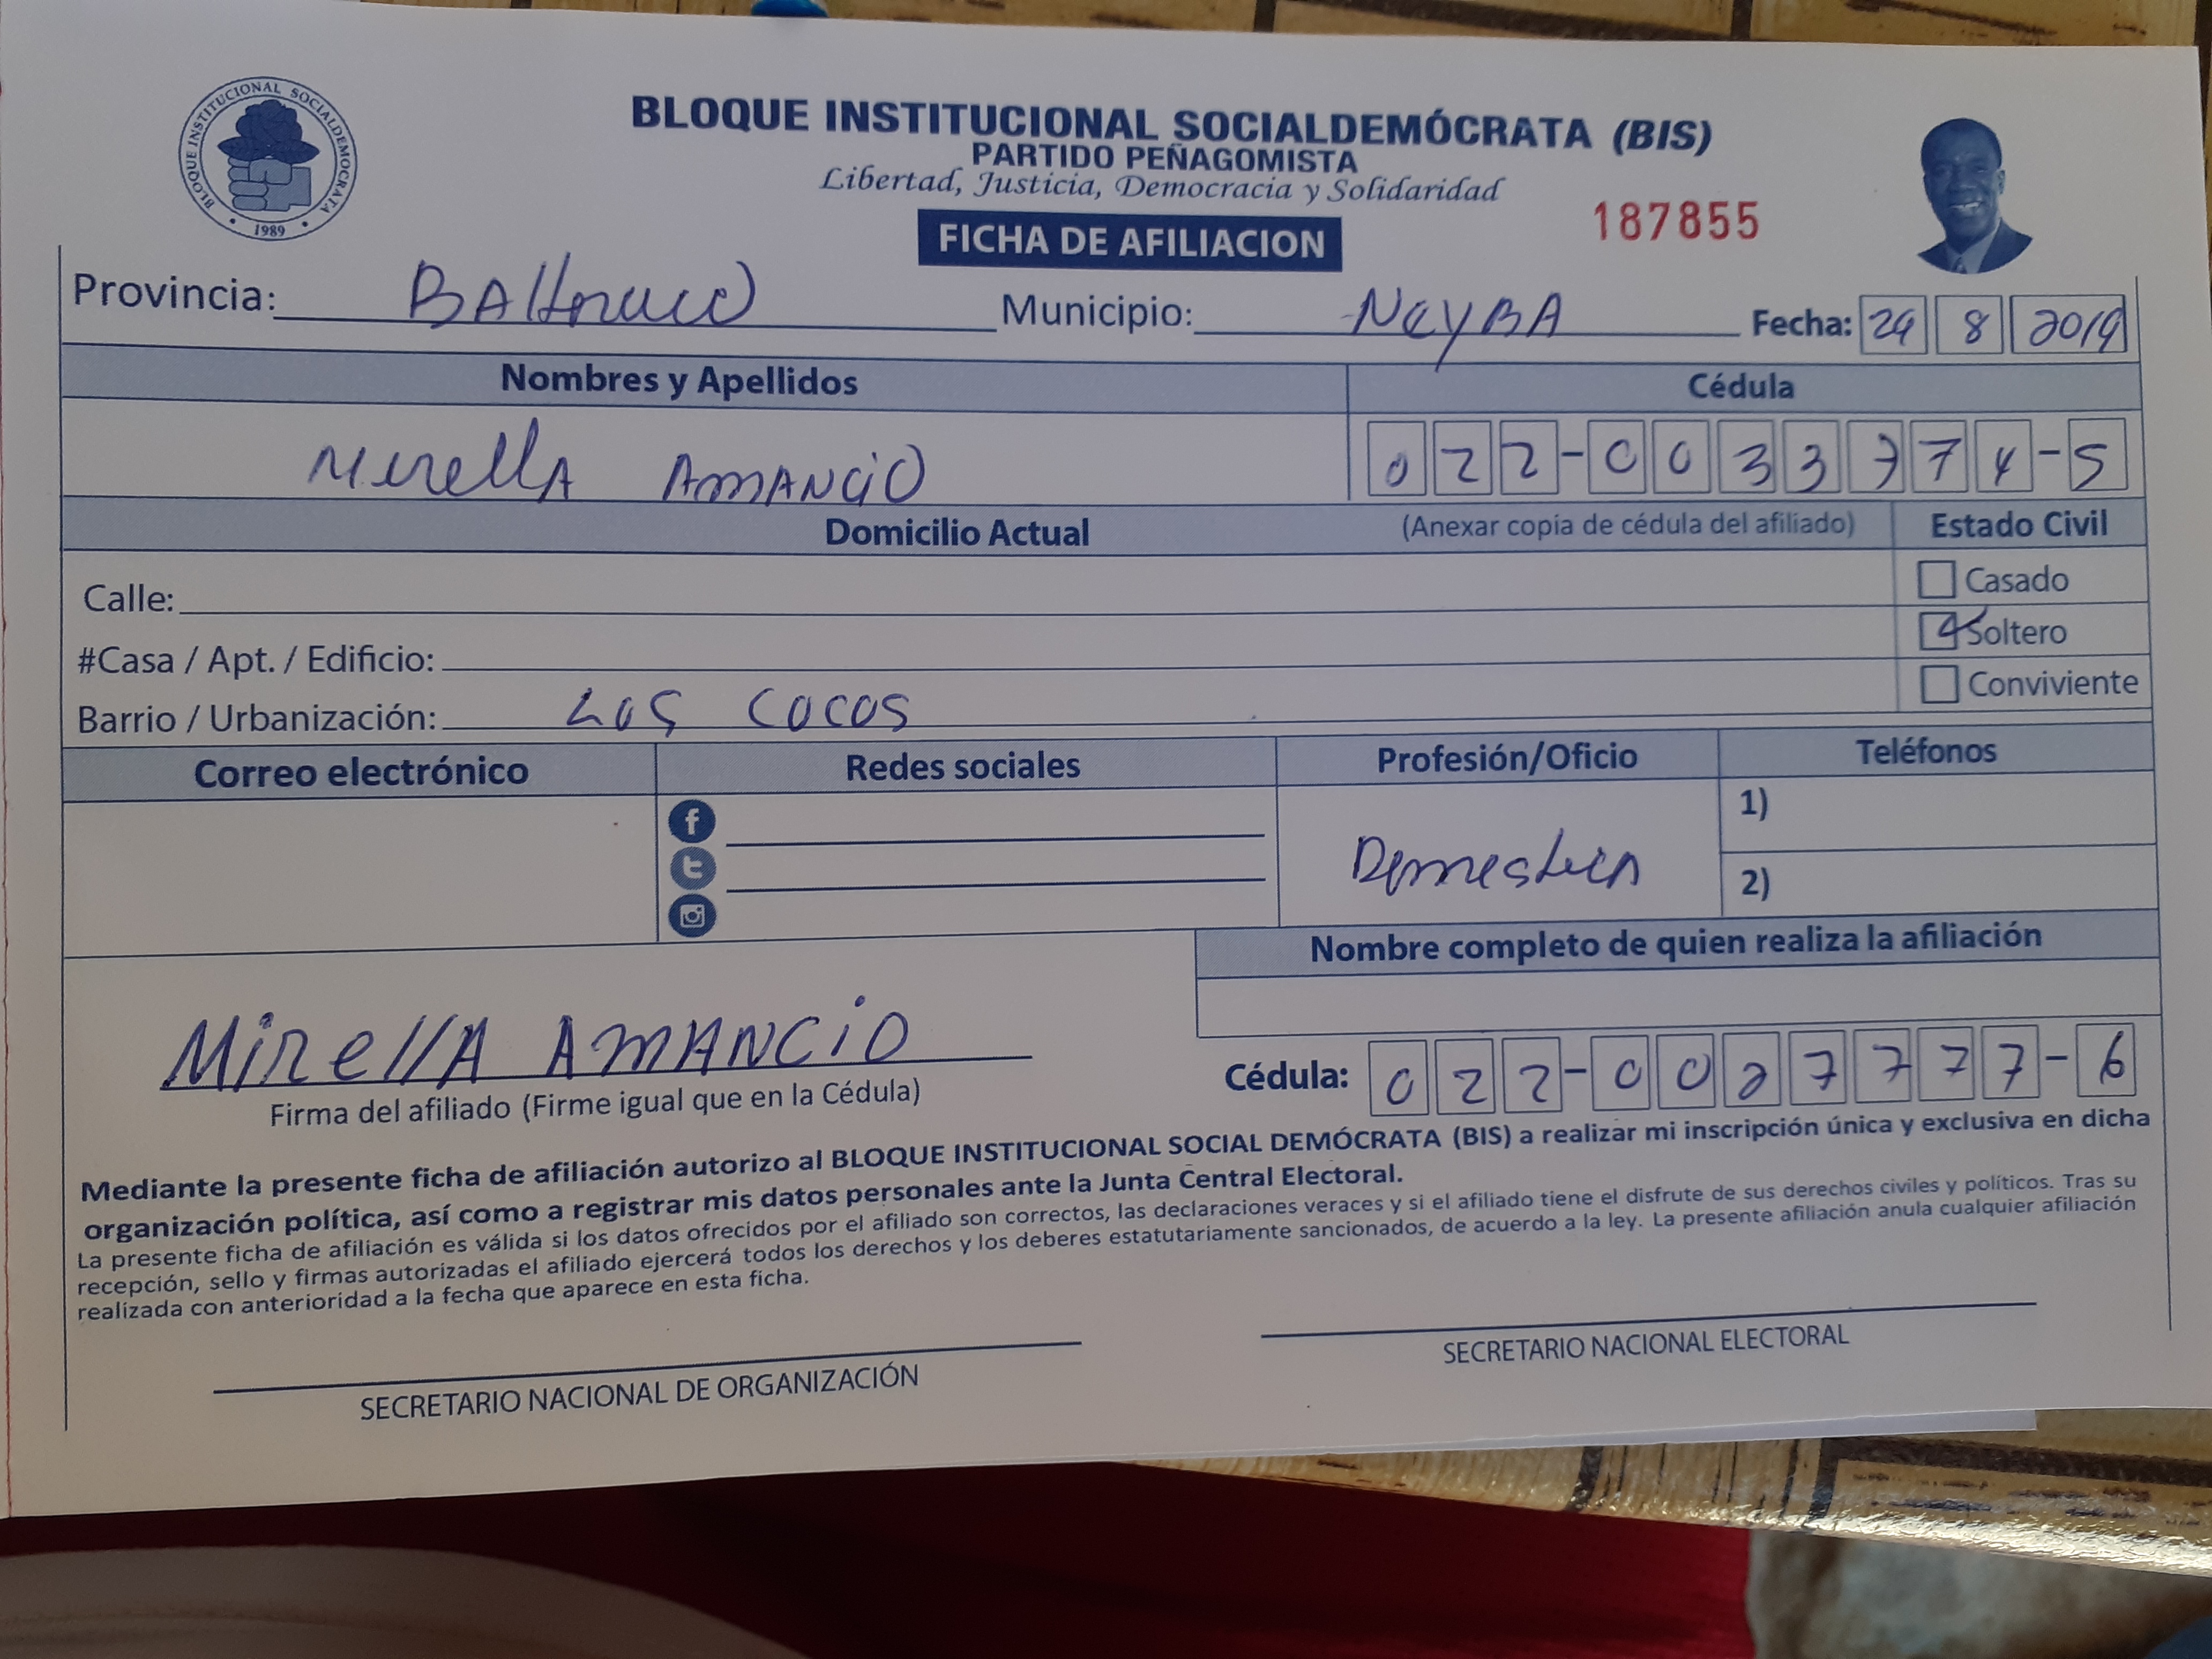 BLOQUE INSTITUCIONAL SOCIALDEMÓCRATA
1989
BLOQUE INSTITUCIONAL SOCIALDEMÓCRATA (BIS)
PARTIDO PEÑAGOMISTA
Libertad, Justicia, Democracia y Solidaridad
FICHA DE AFILIACION
187855
Provincia: Municipio: NeyBA Fecha: 29 8 2019
Nombres y Apellidos Cédula
MirellA AMANCiO 022-0033774-5
Domicilio Actual (Anexar copia de cédula del afiliado) Estado Civil
Calle: Casado
#Casa / Apt. / Edificio: Soltero
Barrio / Urbanización: Los Cocos Conviviente
Correo electrónico Redes sociales Profesión/Oficio Teléfonos
1)
DomesticA
2)
Nombre completo de quien realiza la afiliación
MirellA AMANCiO
Cédula: 022-0027777-6
Firma del afiliado (Firme igual que en la Cédula)
Mediante la presente ficha de afiliación autorizo al BLOQUE INSTITUCIONAL SOCIAL DEMÓCRATA (BIS) a realizar mi inscripción única y exclusiva en dicha
organización política, así como a registrar mis datos personales ante la Junta Central Electoral.
La presente ficha de afiliación es válida si los datos ofrecidos por el afiliado son correctos, las declaraciones veraces y si el afiliado tiene el disfrute de sus derechos civiles y políticos. Tras su
recepción, sello y firmas autorizadas el afiliado ejercerá todos los derechos y los deberes estatutariamente sancionados, de acuerdo a la ley. La presente afiliación anula cualquier afiliación
realizada con anterioridad a la fecha que aparece en esta ficha.
SECRETARIO NACIONAL DE ORGANIZACIÓN SECRETARIO NACIONAL ELECTORAL